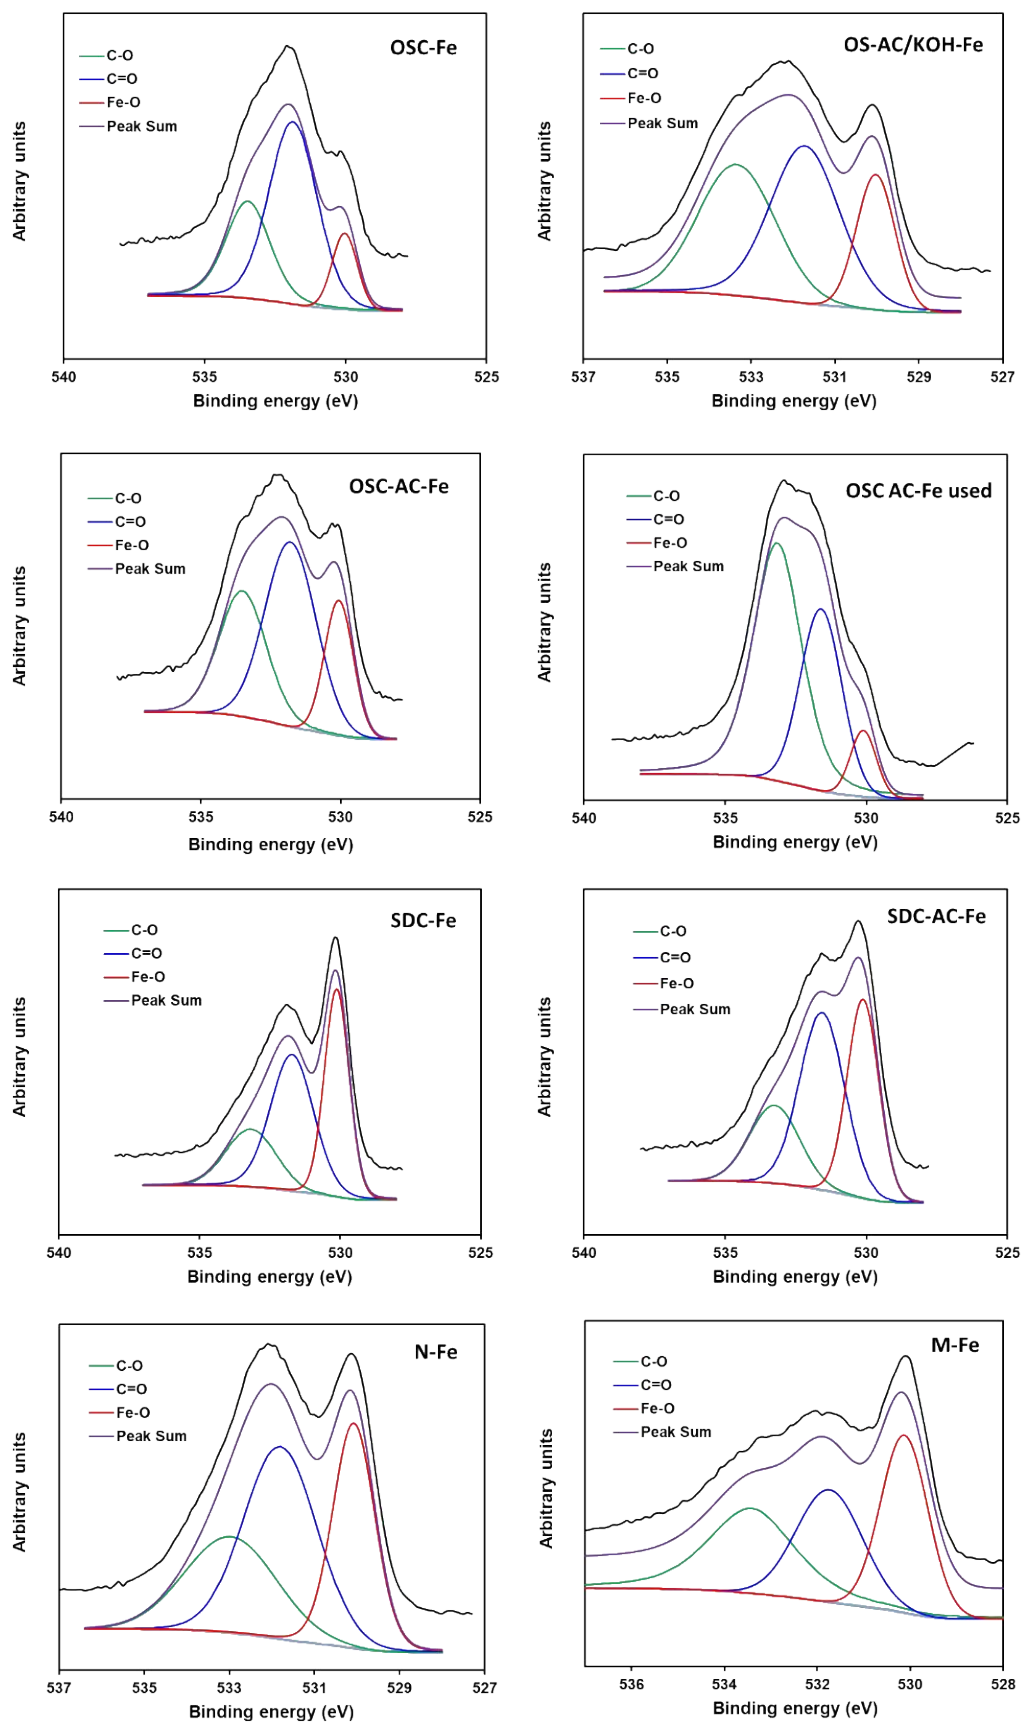 OSC-Fe
C-O
C=O
Fe-O
Peak Sum
Arbitrary units
540 535 530 525
Binding energy (eV)
OS-AC/KOH-Fe
C-O
C=O
Fe-O
Peak Sum
Arbitrary units
537 535 533 531 529 527
Binding energy (eV)
OSC-AC-Fe
C-O
C=O
Fe-O
Peak Sum
Arbitrary units
540 535 530 525
Binding energy (eV)
OSC AC-Fe used
C-O
C=O
Fe-O
Peak Sum
Arbitrary units
540 535 530 525
Binding energy (eV)
SDC-Fe
C-O
C=O
Fe-O
Peak Sum
Arbitrary units
540 535 530 525
Binding energy (eV)
SDC-AC-Fe
C-O
C=O
Fe-O
Peak Sum
Arbitrary units
540 535 530 525
Binding energy (eV)
N-Fe
C-O
C=O
Fe-O
Peak Sum
Arbitrary units
537 535 533 531 529 527
Binding energy (eV)
M-Fe
C-O
C=O
Fe-O
Peak Sum
Arbitrary units
536 534 532 530 528
Binding energy (eV)